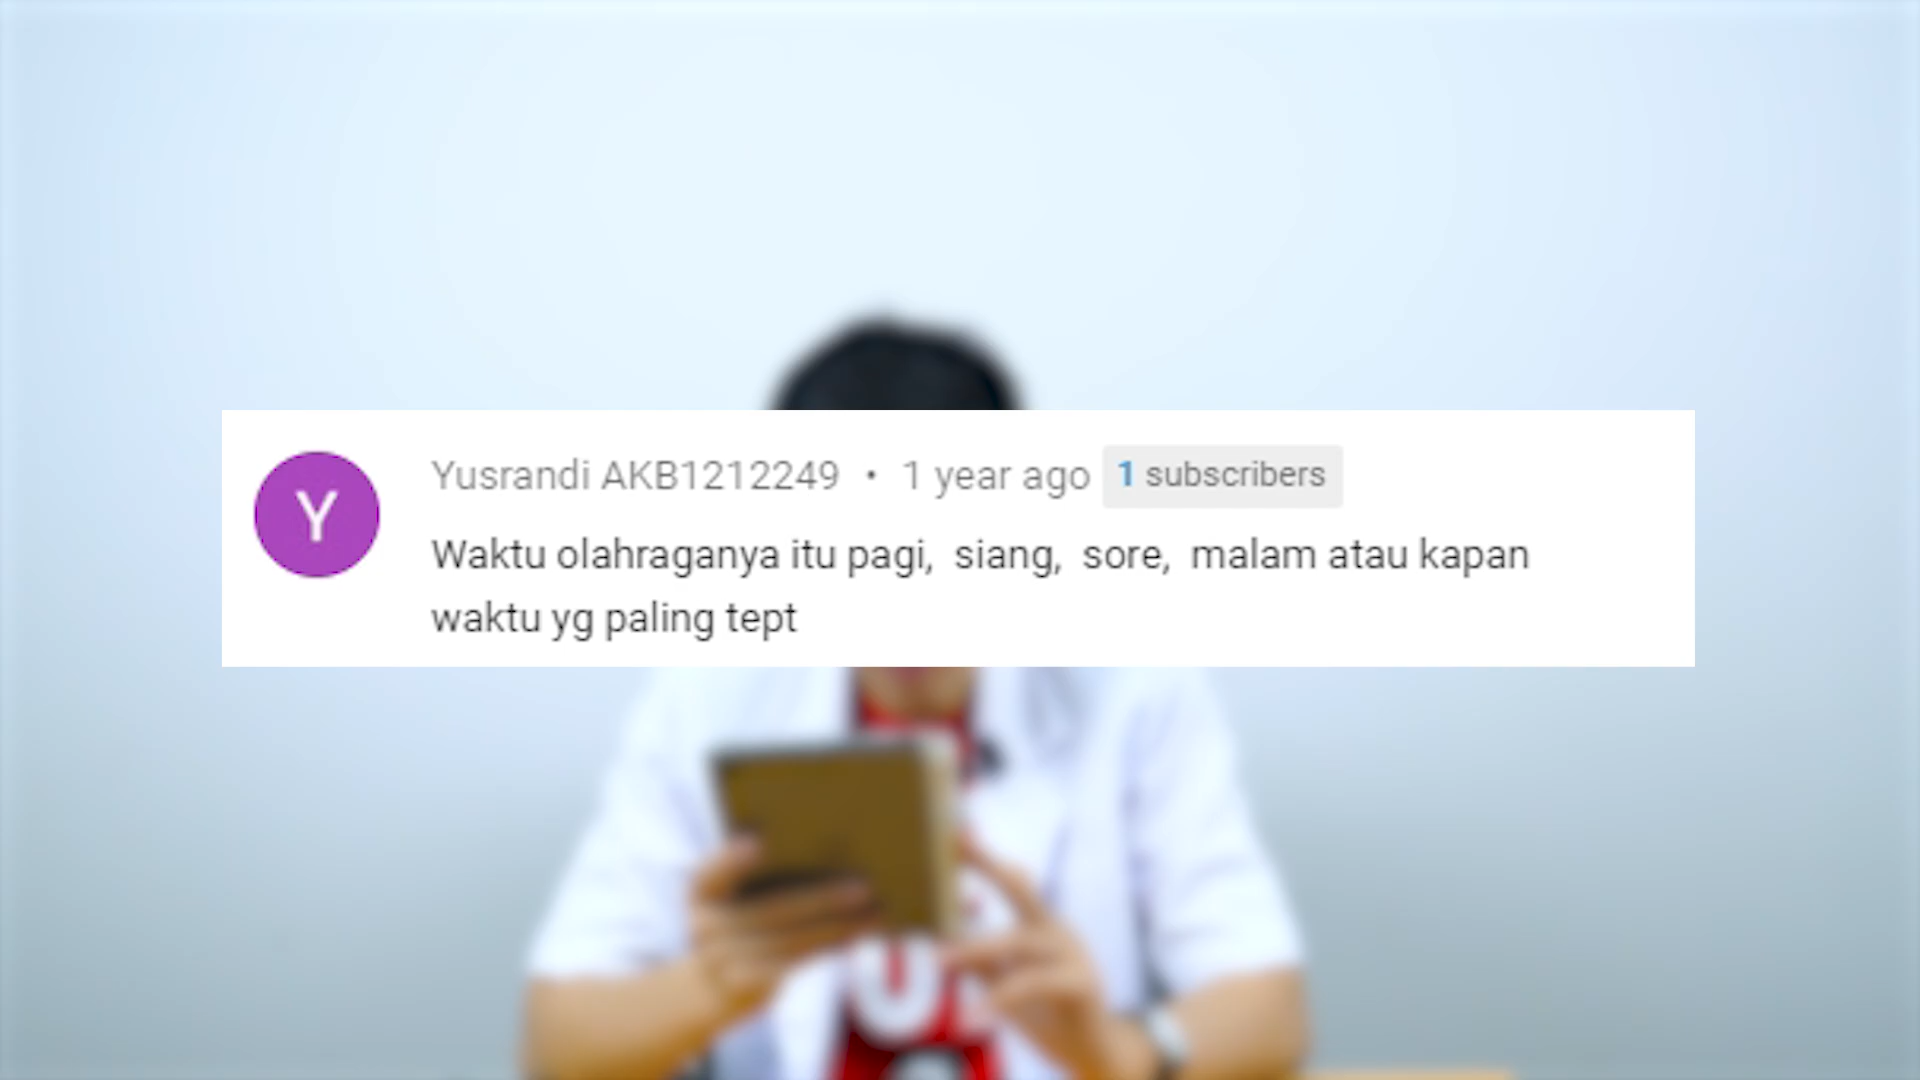 Y
Yusrandi AKB1212249 • 1 year ago 1 subscribers
Waktu olahraganya itu pagi, siang, sore, malam atau kapan
waktu yg paling tept